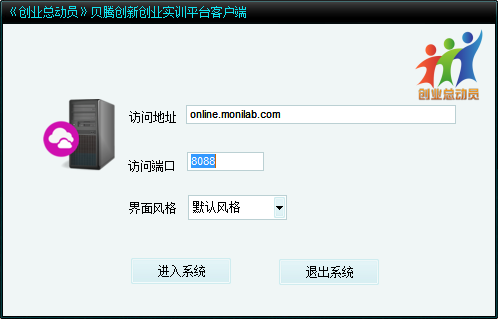 《创业总动员》贝腾创新创业实训平台客户端
创业总动员
访问地址 online.monilab.com
访问端口 8088
界面风格 默认风格
进入系统 退出系统